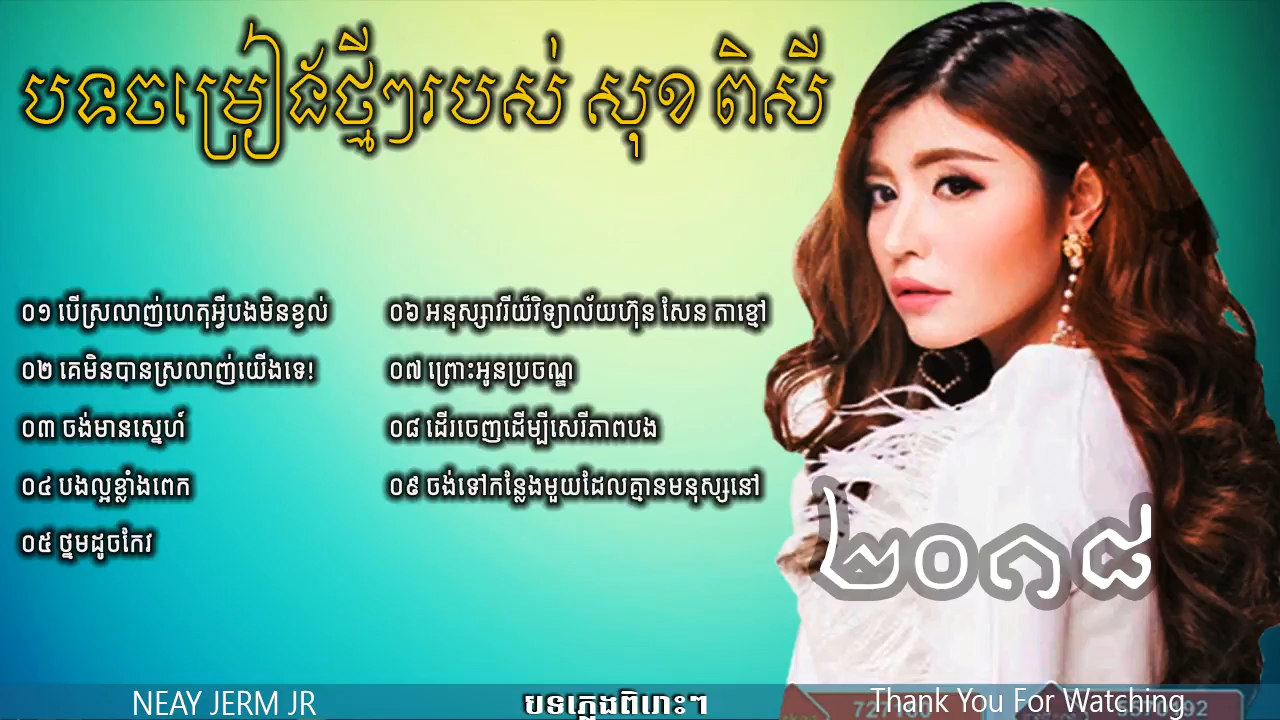 បទចម្រៀងថ្មីៗរបស់ សុខ ពិសី
០១ បើស្រលាញ់ហេតុអ្វីបងមិនខ្វល់
០២ គេមិនបានស្រលាញ់យើងទេ!
០៣ ចង់មានស្នេហ៍
០៤ បងល្អខ្លាំងពេក
០៥ ថ្នមដូចកែវ
០៦ អនុស្សាវរីយ៏វិទ្យាល័យហ៊ុន សែន តាខ្មៅ
០៧ ព្រោះអូនប្រចណ្ឌ
០៨ ដើរចេញដើម្បីសេរីភាពបង
០៩ ចង់ទៅកន្លែងមួយដែលគ្មានមនុស្សនៅ
២០១៨
NEAY JERM JR
បទភ្លេងពិរោះៗ
Thank You For Watching